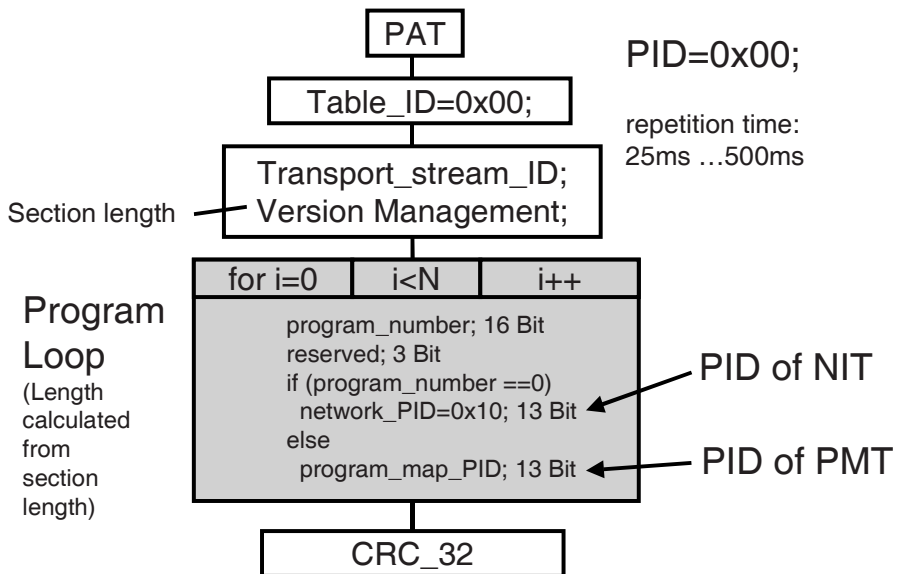 PAT
PID=0x00;
Table_ID=0x00;
repetition time:
25ms …500ms
Transport_stream_ID;
Section length
Version Management;
for i=0 i<N i++
Program
Loop
(Length
calculated
from
section
length)
program_number; 16 Bit
reserved; 3 Bit
if (program_number ==0)
network_PID=0x10; 13 Bit
else
program_map_PID; 13 Bit
PID of NIT
PID of PMT
CRC_32